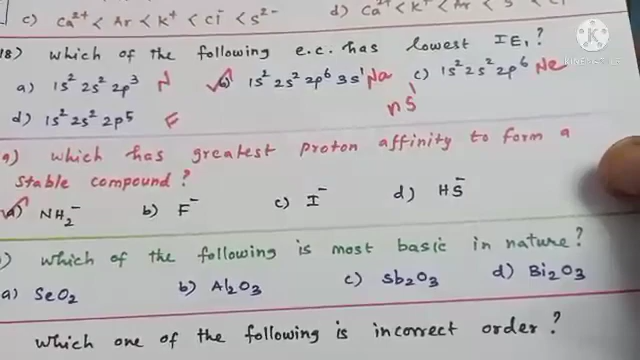 c) Ca²⁺ < Ar < K⁺ < Cl⁻ < S²⁻ d) Ca²⁺ < K⁺ < Ar < S
18) which of the following e.c. has lowest IE₁?
a) 1s² 2s² 2p³ N b) 1s² 2s² 2p⁶ 3s¹ Na c) 1s² 2s² 2p⁶ Ne
d) 1s² 2s² 2p⁵ F ns¹
9) which has greatest proton affinity to form a
stable compound?
a) NH₂⁻ b) F⁻ c) I⁻ d) HS⁻
) which of the following is most basic in nature?
a) SeO₂ b) Al₂O₃ c) Sb₂O₃ d) Bi₂O₃
which one of the following is incorrect order?
K
KINEMASTER